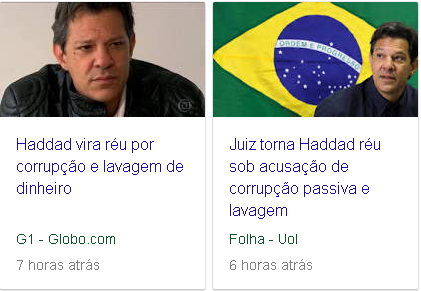 ORDEM E PROGRESSO
Haddad vira réu por
corrupção e lavagem de
dinheiro
G1 - Globo.com
7 horas atrás
Juiz torna Haddad réu
sob acusação de
corrupção passiva e
lavagem
Folha - Uol
6 horas atrás